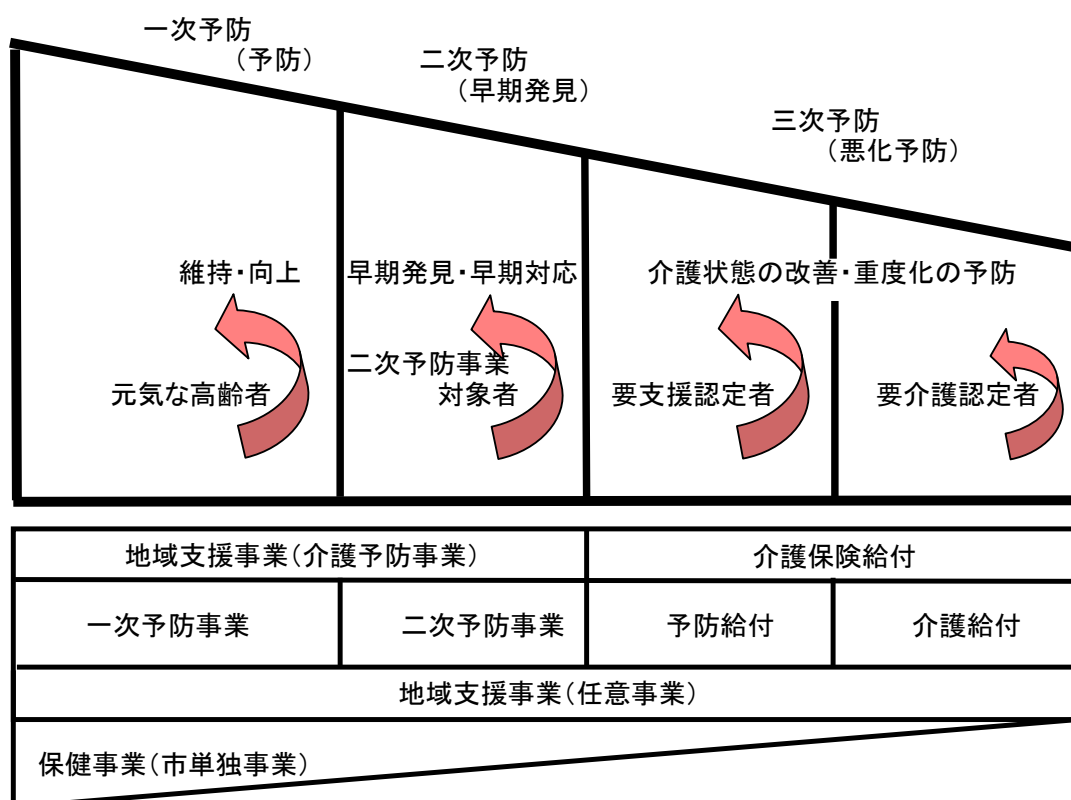 一次予防
(予防)
二次予防
(早期発見)
三次予防
(悪化予防)
維持・向上
早期発見・早期対応
介護状態の改善・重度化の予防
元気な高齢者
二次予防事業
対象者
要支援認定者
要介護認定者
地域支援事業(介護予防事業)
介護保険給付
一次予防事業
二次予防事業
予防給付
介護給付
地域支援事業(任意事業)
保健事業(市単独事業)